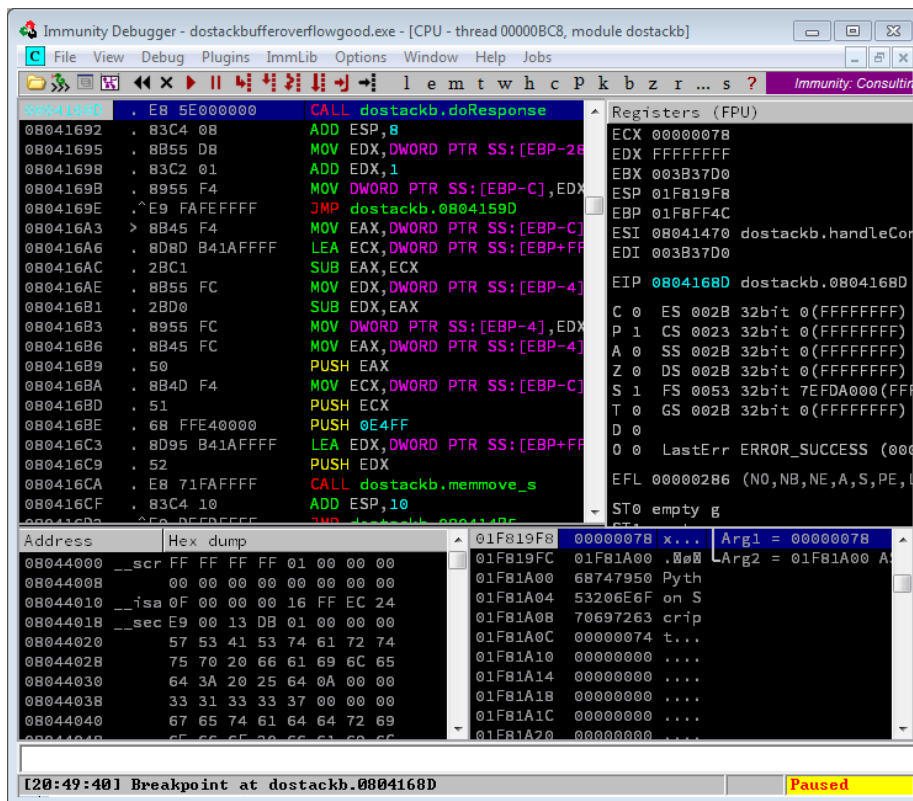 Immunity Debugger - dostackbufferoverflowgood.exe - [CPU - thread 00000BC8, module dostackb]
C File View Debug Plugins ImmLib Options Window Help Jobs
l e m t w h c P k b z r ... s ? Immunity: Consultin
0804168D . E8 5E000000 CALL dostackb.doResponse
08041692 . 83C4 08 ADD ESP,8
08041695 . 8B55 D8 MOV EDX,DWORD PTR SS:[EBP-28
08041698 . 83C2 01 ADD EDX,1
0804169B . 8955 F4 MOV DWORD PTR SS:[EBP-C],EDX
0804169E .^E9 FAFEFFFF JMP dostackb.0804159D
080416A3 > 8B45 F4 MOV EAX,DWORD PTR SS:[EBP-C]
080416A6 . 8D8D B41AFFFF LEA ECX,DWORD PTR SS:[EBP+FF
080416AC . 2BC1 SUB EAX,ECX
080416AE . 8B55 FC MOV EDX,DWORD PTR SS:[EBP-4]
080416B1 . 2BD0 SUB EDX,EAX
080416B3 . 8955 FC MOV DWORD PTR SS:[EBP-4],EDX
080416B6 . 8B45 FC MOV EAX,DWORD PTR SS:[EBP-4]
080416B9 . 50 PUSH EAX
080416BA . 8B4D F4 MOV ECX,DWORD PTR SS:[EBP-C]
080416BD . 51 PUSH ECX
080416BE . 68 FFE40000 PUSH 0E4FF
080416C3 . 8D95 B41AFFFF LEA EDX,DWORD PTR SS:[EBP+FF
080416C9 . 52 PUSH EDX
080416CA . E8 71FAFFFF CALL dostackb.memmove_s
080416CF . 83C4 10 ADD ESP,10
Registers (FPU)
ECX 00000078
EDX FFFFFFFF
EBX 003B37D0
ESP 01F819F8
EBP 01F8FF4C
ESI 08041470 dostackb.handleCor
EDI 003B37D0
EIP 0804168D dostackb.0804168D
C 0 ES 002B 32bit 0(FFFFFFFF)
P 1 CS 0023 32bit 0(FFFFFFFF)
A 0 SS 002B 32bit 0(FFFFFFFF)
Z 0 DS 002B 32bit 0(FFFFFFFF)
S 1 FS 0053 32bit 7EFDA000(FFF
T 0 GS 002B 32bit 0(FFFFFFFF)
D 0
O 0 LastErr ERROR_SUCCESS (000
EFL 00000286 (NO,NB,NE,A,S,PE,L
ST0 empty g
Address Hex dump
08044000 __scr FF FF FF FF 01 00 00 00
08044008 00 00 00 00 00 00 00 00
08044010 __isa 0F 00 00 00 16 FF EC 24
08044018 __sec E9 00 13 DB 01 00 00 00
08044020 57 53 41 53 74 61 72 74
08044028 75 70 20 66 61 69 6C 65
08044030 64 3A 20 25 64 0A 00 00
08044038 33 31 33 33 37 00 00 00
08044040 67 65 74 61 64 64 72 69
01F819F8 00000078 x... Arg1 = 00000078
01F819FC 01F81A00 Arg2 = 01F81A00 AS
01F81A00 68747950 Pyth
01F81A04 53206E6F on S
01F81A08 70697263 crip
01F81A0C 00000074 t...
01F81A10 00000000 ....
01F81A14 00000000 ....
01F81A18 00000000 ....
01F81A1C 00000000 ....
01F81A20 00000000 ....
[20:49:40] Breakpoint at dostackb.0804168D
Paused